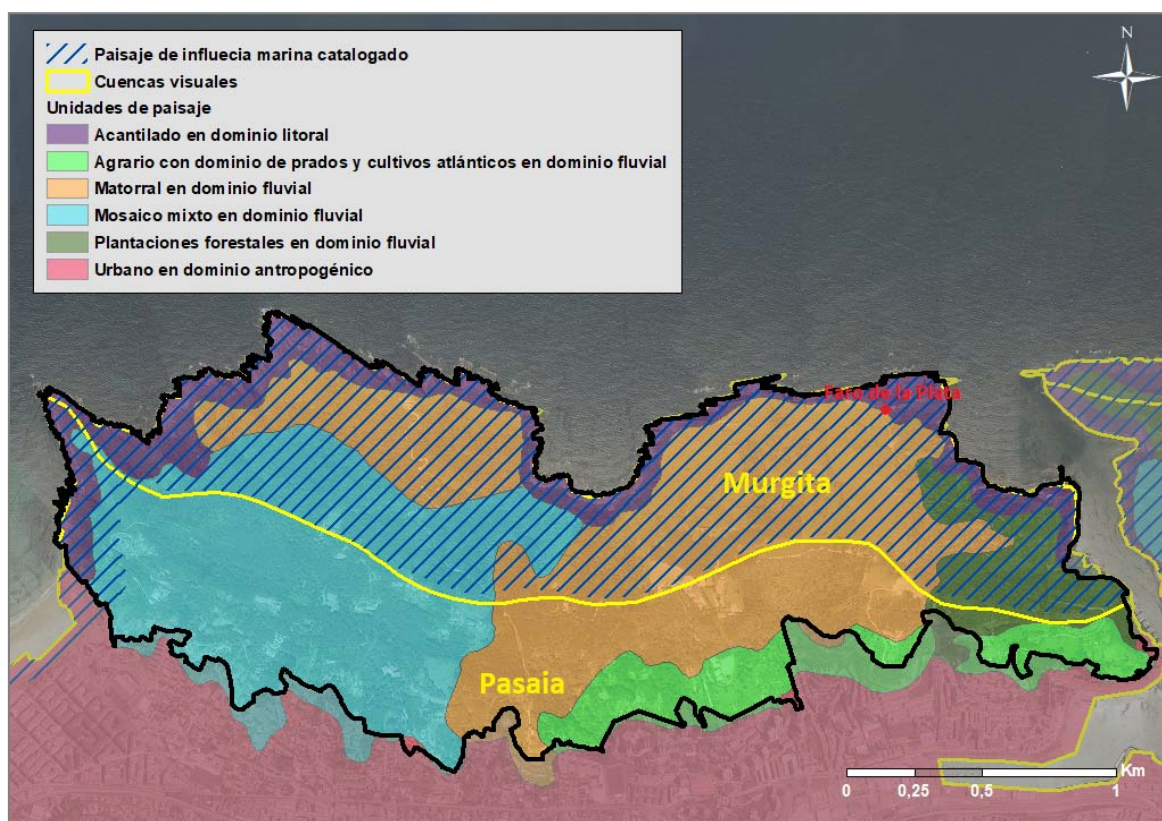 Paisaje de influecia marina catalogado
Cuencas visuales
Unidades de paisaje
Acantilado en dominio litoral
Agrario con dominio de prados y cultivos atlánticos en dominio fluvial
Matorral en dominio fluvial
Mosaico mixto en dominio fluvial
Plantaciones forestales en dominio fluvial
Urbano en dominio antropogénico
N
Faro de la Plata
Murgita
Pasaia
Km
0 0,25 0,5 1